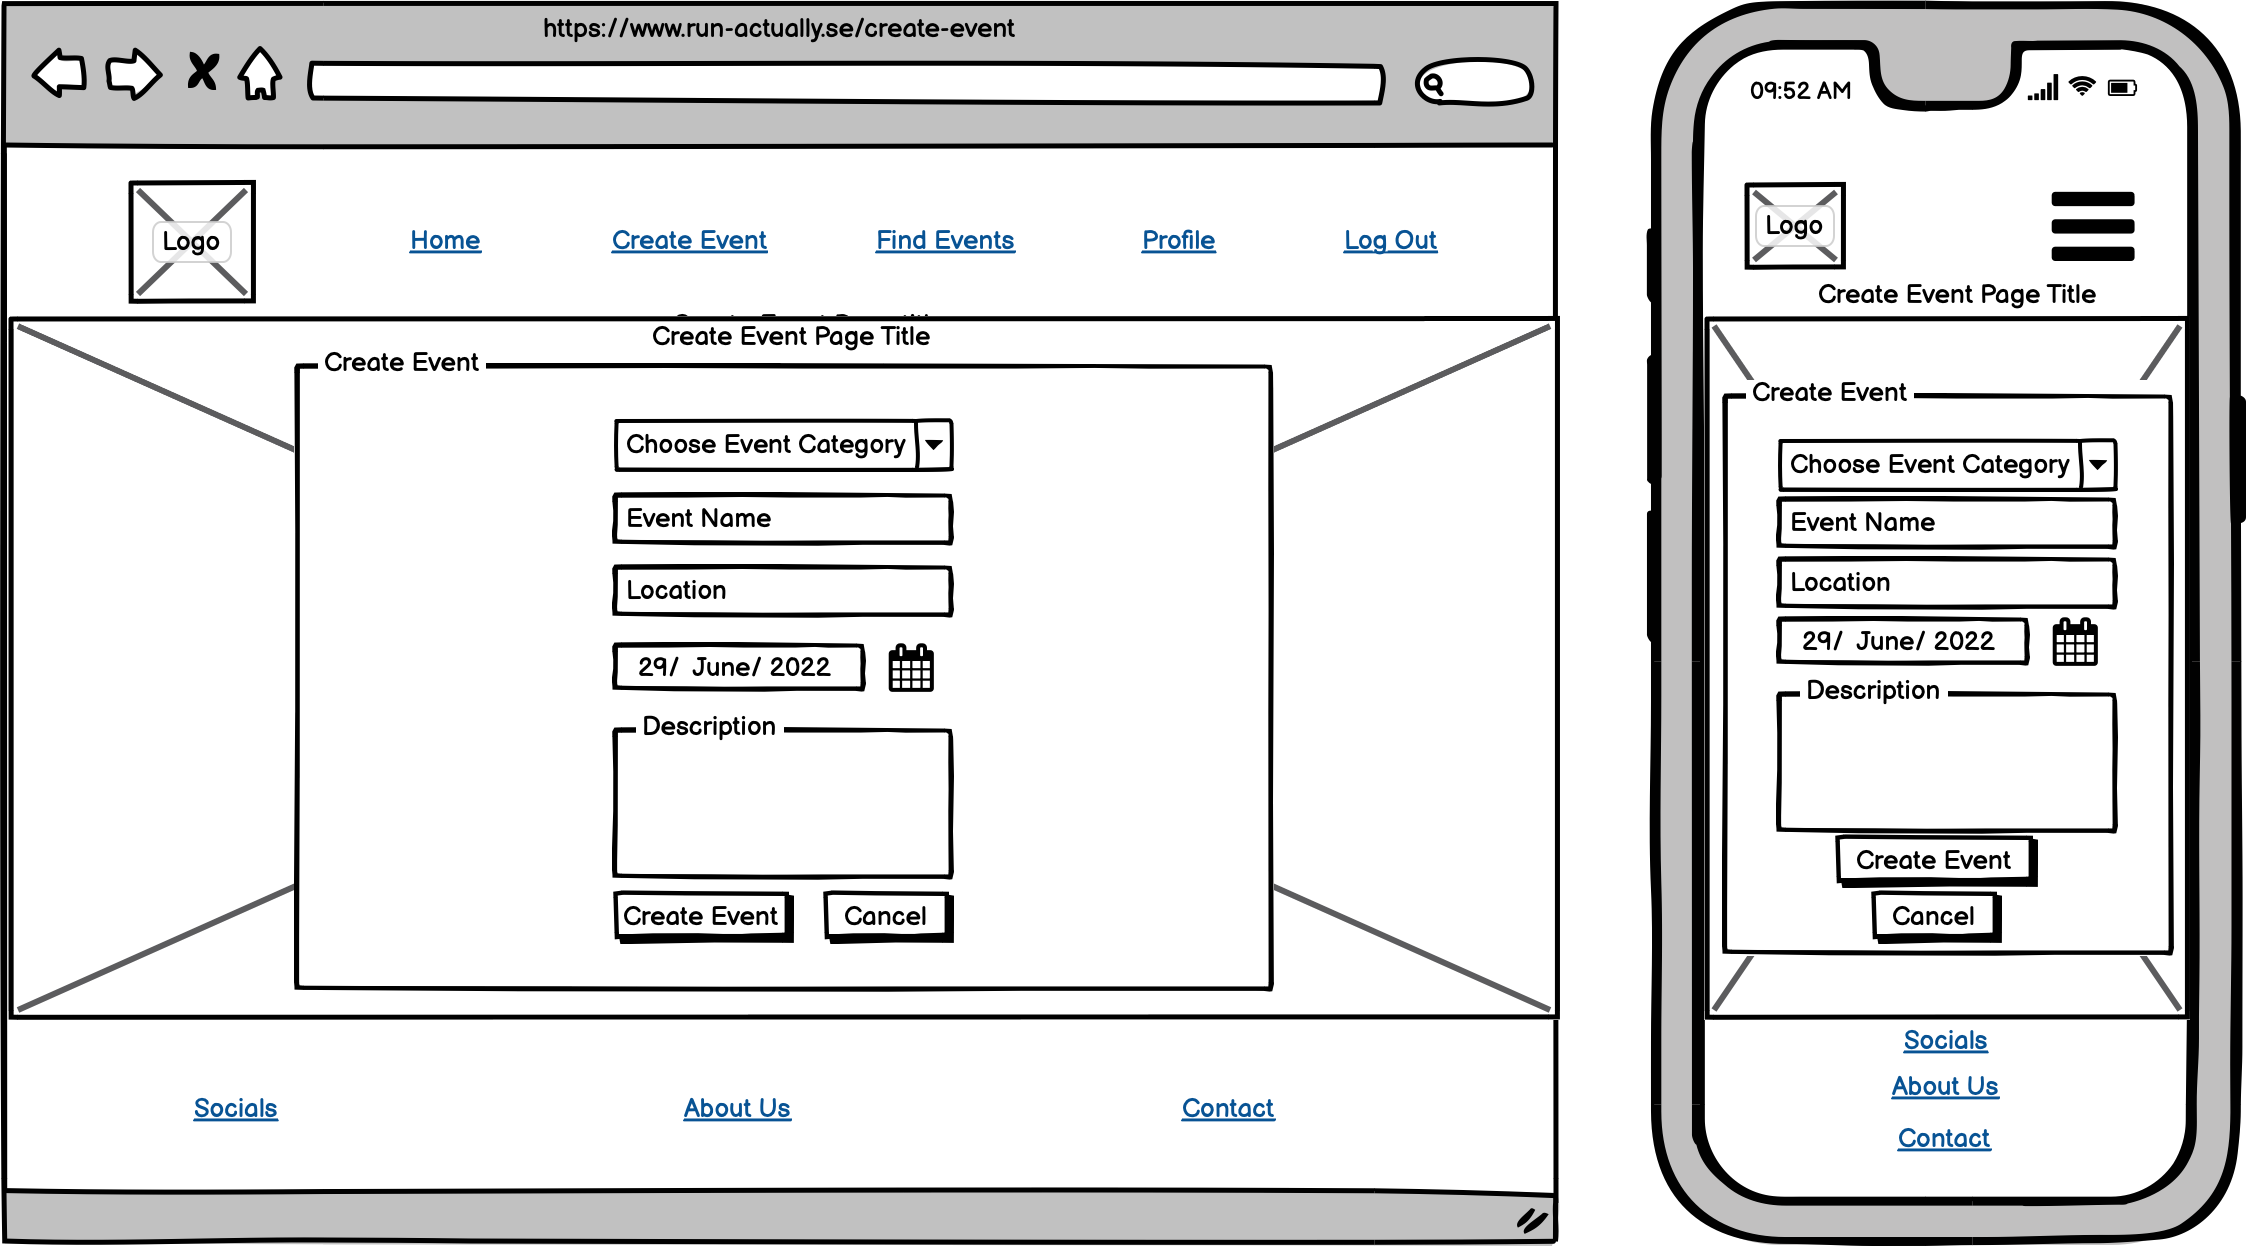 https://www.run-actually.se/create-event
Logo
Home
Create Event
Find Events
Profile
Log Out
Create Event Page Title
Create Event
Choose Event Category
Event Name
Location
29/ June/ 2022
Description
Create Event
Cancel
Socials
About Us
Contact
09:52 AM
Logo
Create Event Page Title
Create Event
Choose Event Category
Event Name
Location
29/ June/ 2022
Description
Create Event
Cancel
Socials
About Us
Contact